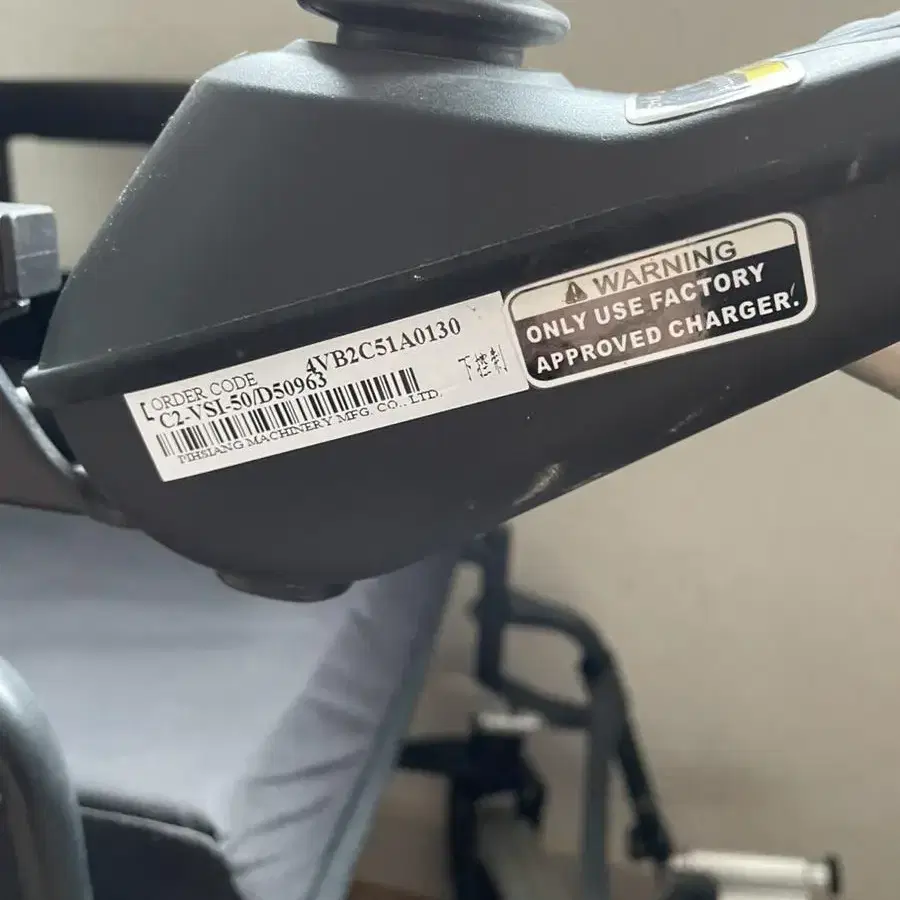 ORDER CODE 4VB2C51A0130
C2-VSI-50/D50963
下控制
PIHSIANG MACHINERY MFG. CO., LTD.
WARNING
ONLY USE FACTORY
APPROVED CHARGER.